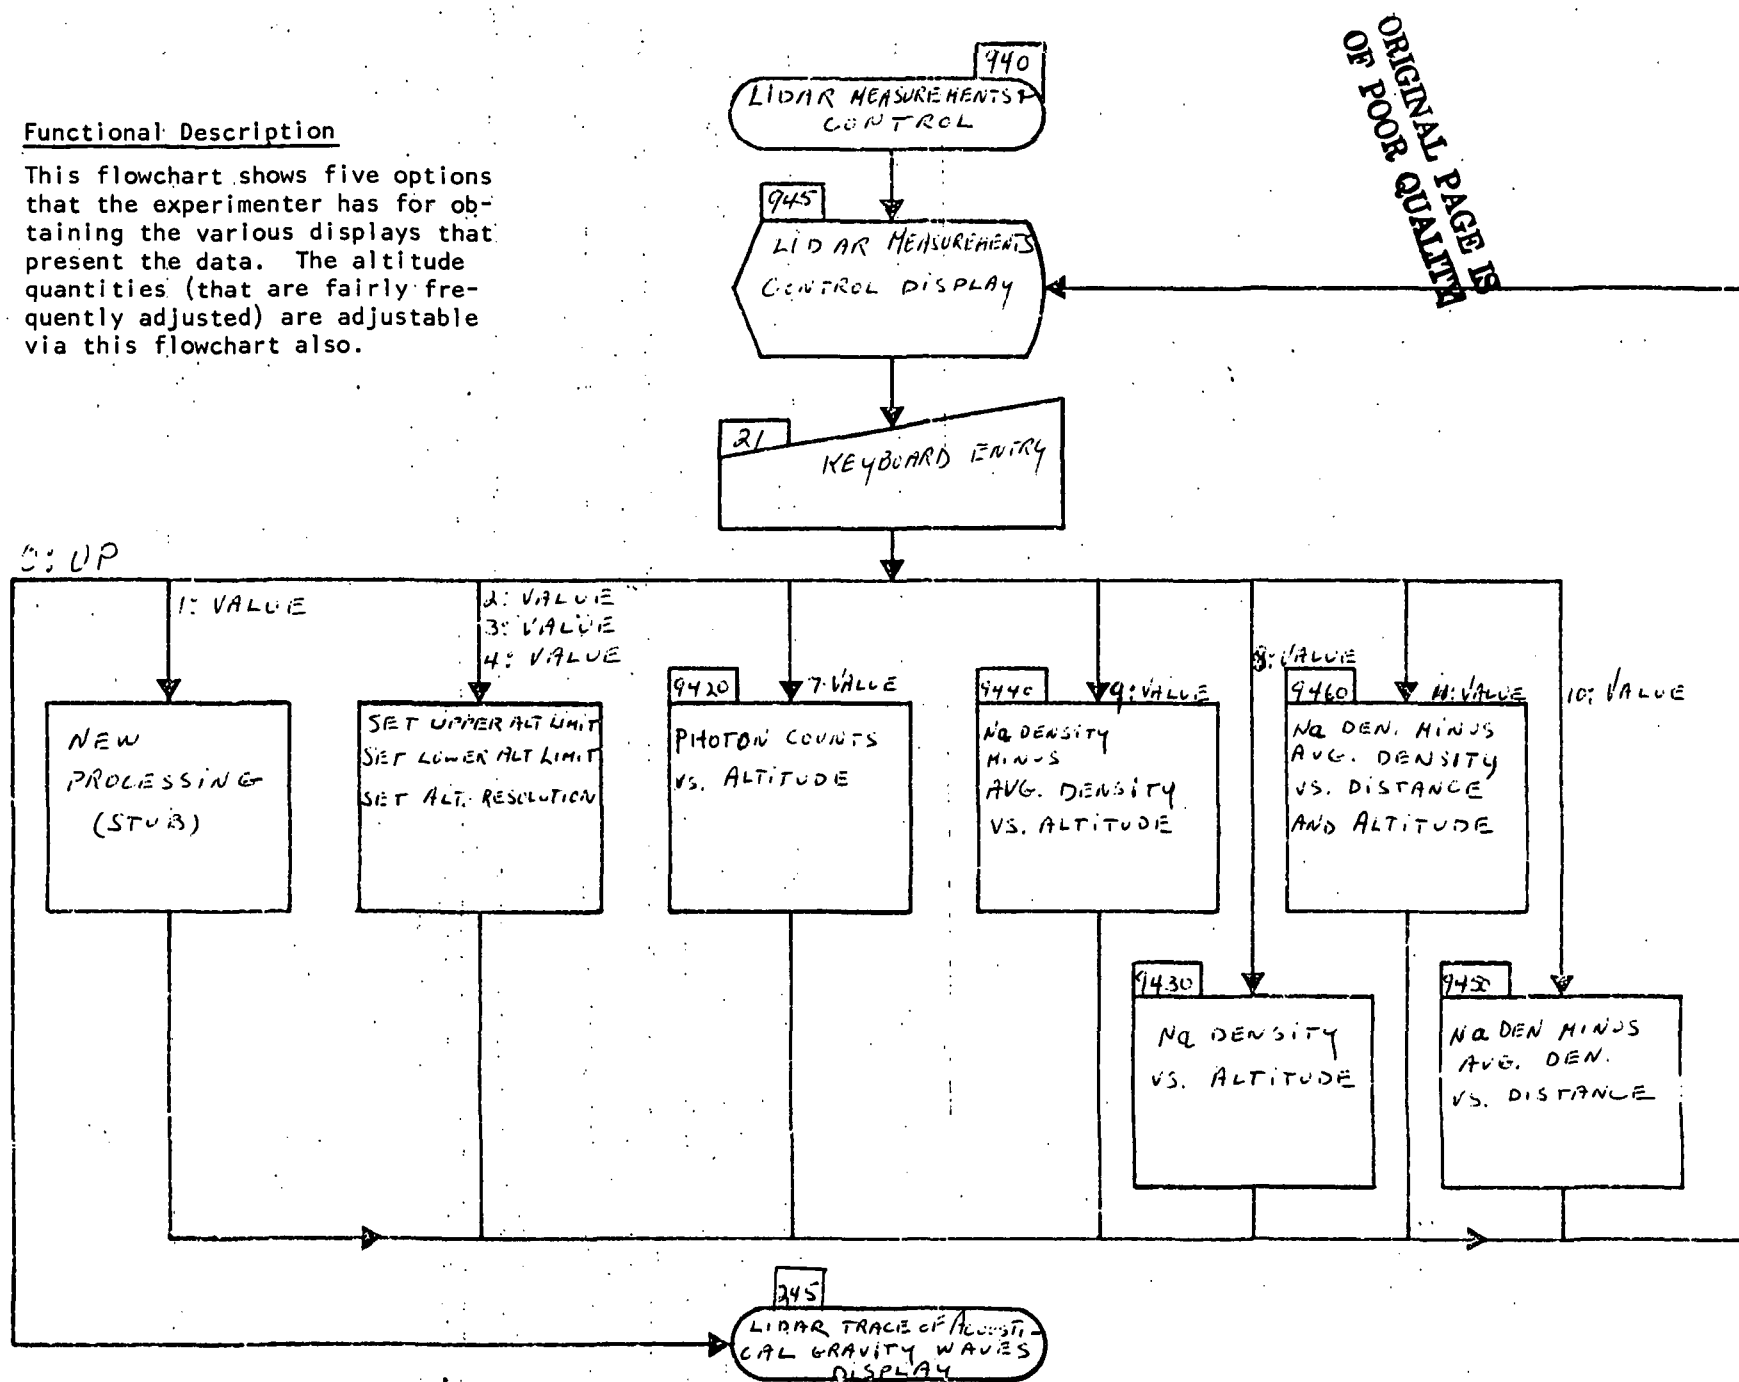 ORIGINAL PAGE IS
OF POOR QUALITY
Functional Description
This flowchart shows five options
that the experimenter has for ob-
taining the various displays that
present the data. The altitude
quantities (that are fairly fre-
quently adjusted) are adjustable
via this flowchart also.
940
LIDAR MEASUREMENTS
CONTROL
945
LIDAR MEASUREMENTS
CONTROL DISPLAY
21
KEYBOARD ENTRY
0: UP
1: VALUE
2: VALUE
3: VALUE
4: VALUE
7: VALUE
9: VALUE
8: VALUE
VALUE
10: VALUE
NEW
PROCESSING
(STUB)
SET UPPER ALT LIMIT
SET LOWER ALT LIMIT
SET ALT. RESOLUTION
9420
PHOTON COUNTS
VS. ALTITUDE
9440
Na DENSITY
MINUS
AVG. DENSITY
VS. ALTITUDE
9460
Na DEN. MINUS
AVG. DENSITY
VS. DISTANCE
AND ALTITUDE
9430
Na DENSITY
VS. ALTITUDE
9450
Na DEN MINUS
AVG. DEN.
VS. DISTANCE
245
LIDAR TRACE OF ACOUSTI-
CAL GRAVITY WAVES
DISPLAY